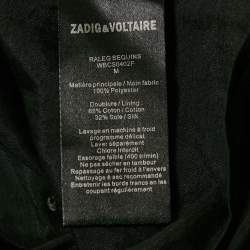 ZADIG&VOLTAIRE
RALEG SEQUINS
WBCS0402F
M
Matière principale / Main fabric :
100% Polyester
Doublure / Lining :
68% Coton / Cotton
32% Soie / Silk
Lavage en machine à froid
programme délicat
Laver séparément
Chlore interdit
Essorage faible (400 tr/min)
Ne pas sécher en tambour
Repassage au fer froid à l'envers
Nettoyage à sec recommandé
Entretenir les bords francs en les
coupant régulièrement